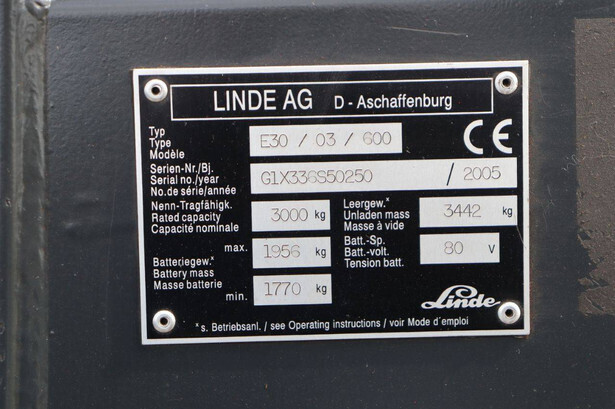 LINDE AG D - Aschaffenburg
Typ
Type
Modèle
E30 / 03 / 600
CE
Serien-Nr./Bj.
Serial no./year
No. de série/année
G1X336S50250 / 2005
Nenn-Tragfähigk.
Rated capacity
Capacité nominale
3000 kg
Leergew.*
Unladen mass
Masse à vide
3442 kg
Batteriegew.*
Battery mass
Masse batterie
max. 1956 kg
min. 1770 kg
Batt.-Sp.
Batt.-volt.
Tension batt.
80 V
Linde
*s. Betriebsanl. / see Operating instructions / voir Mode d'emploi